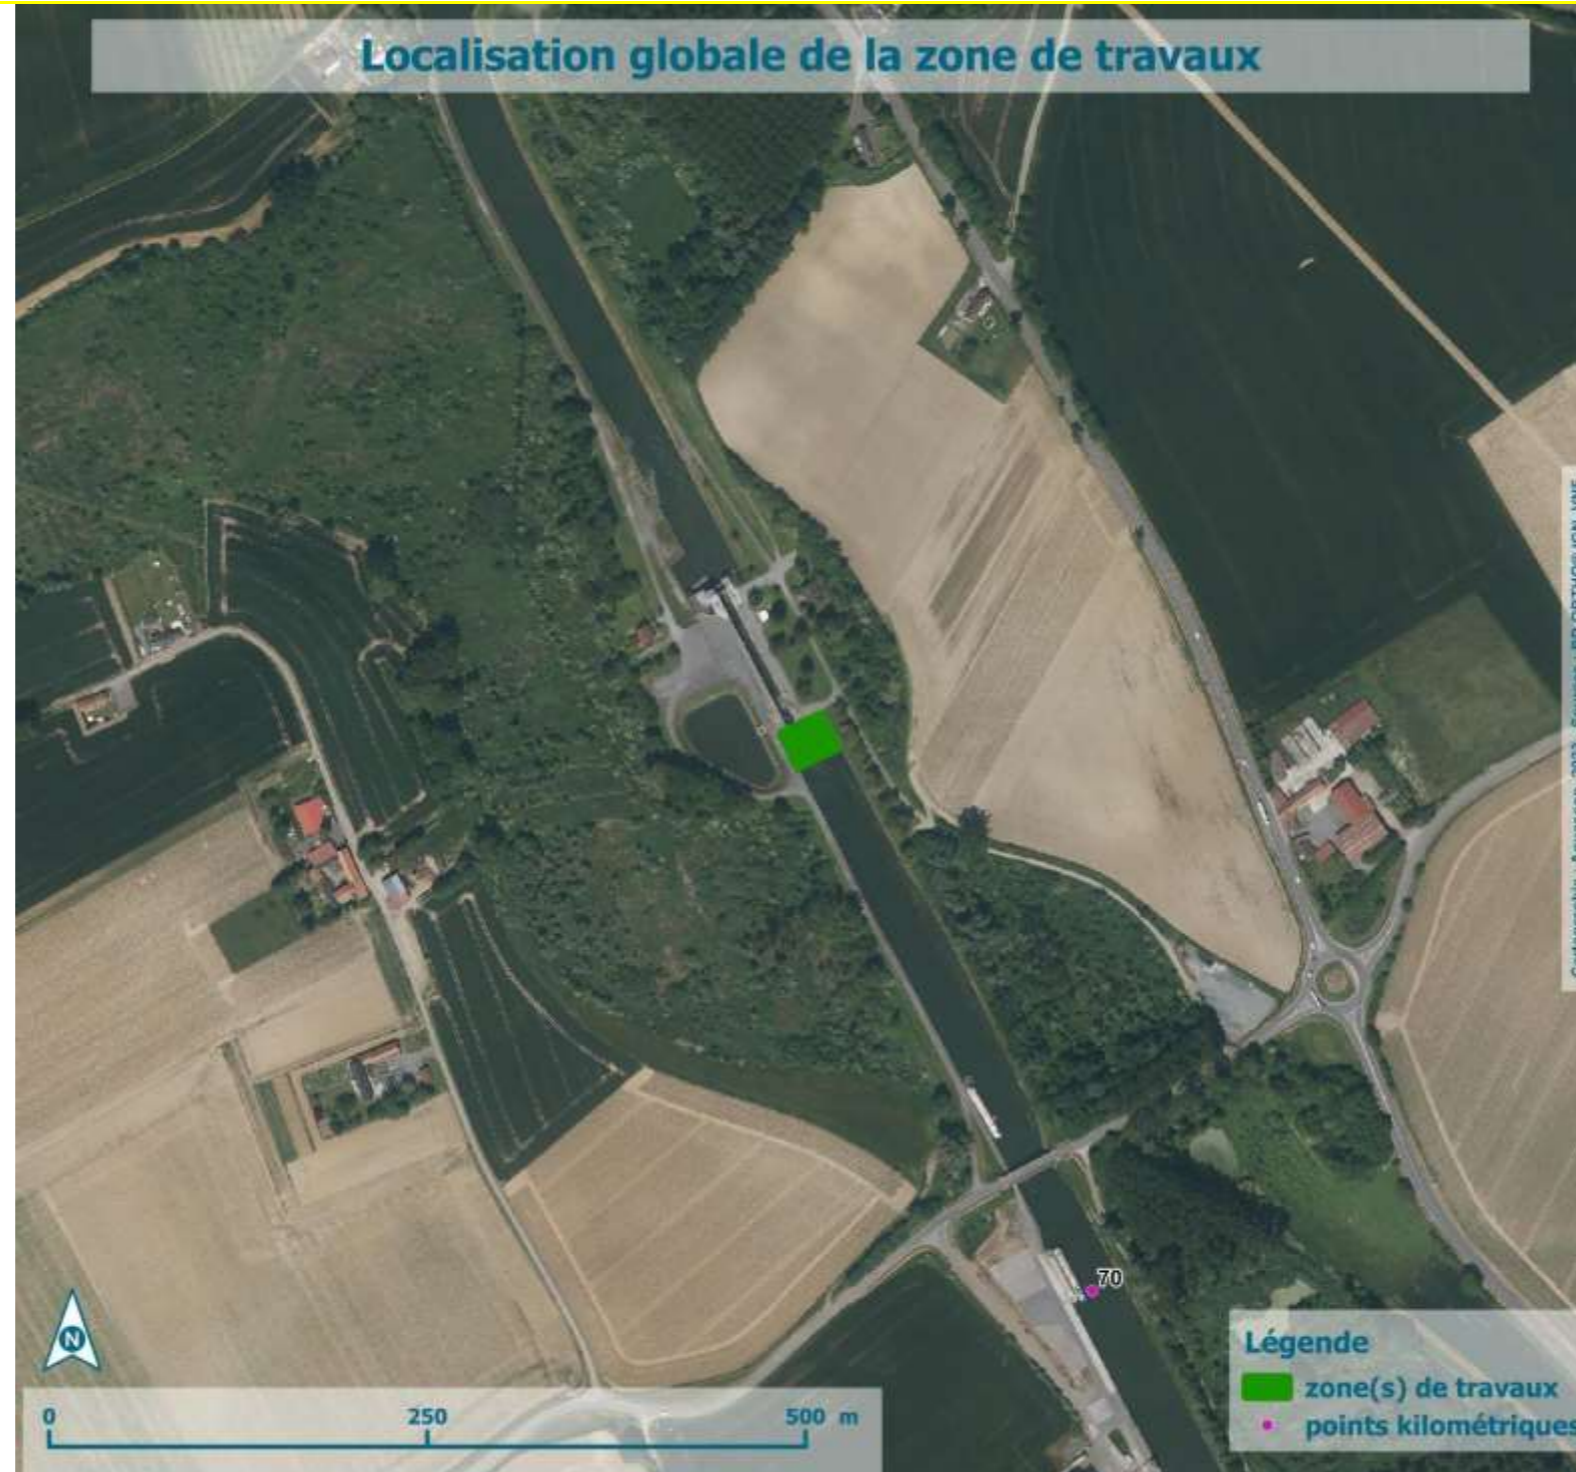 Localisation globale de la zone de travaux
70
N
Légende
zone(s) de travaux
points kilométriques
0 250 500 m